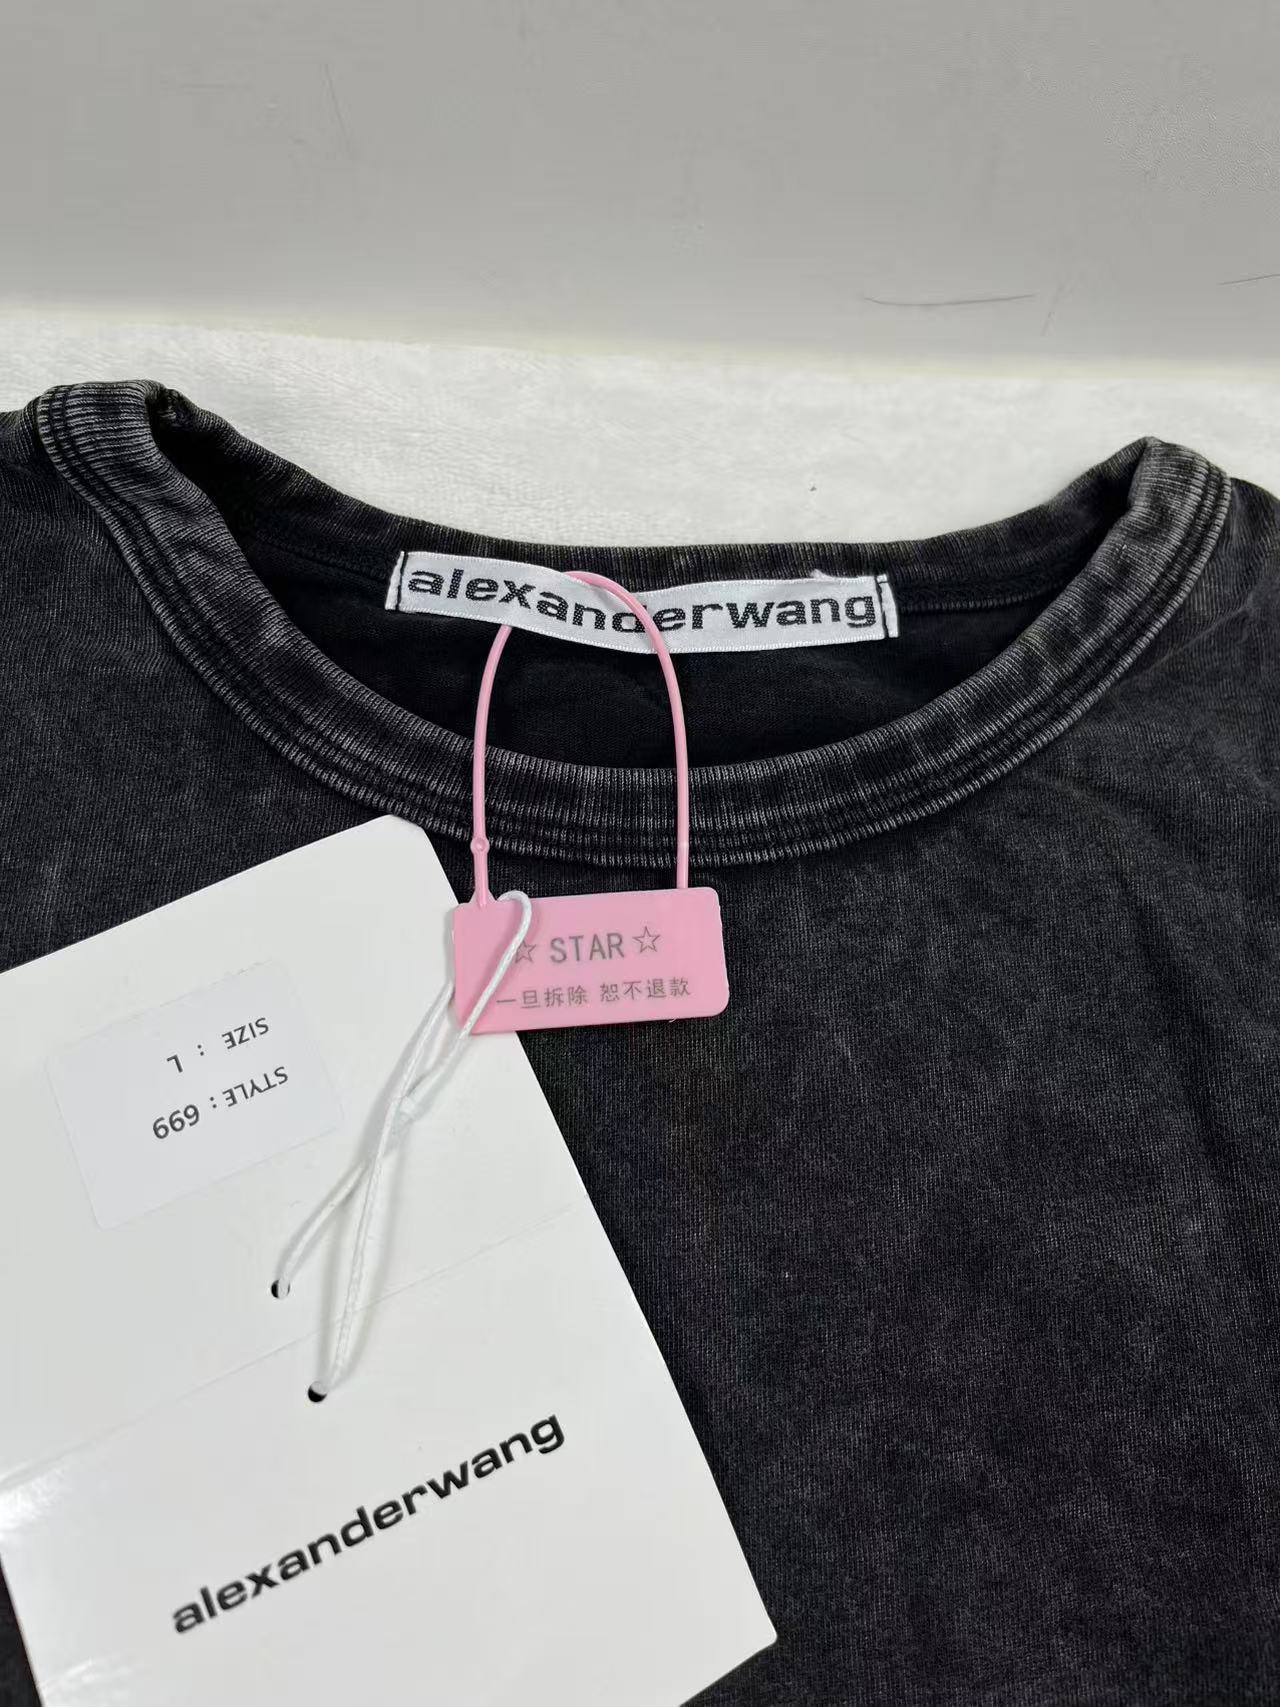 alexanderwang
☆ STAR ☆
一旦拆除 恕不退款
SIZE : L
STYLE : 699
alexanderwang